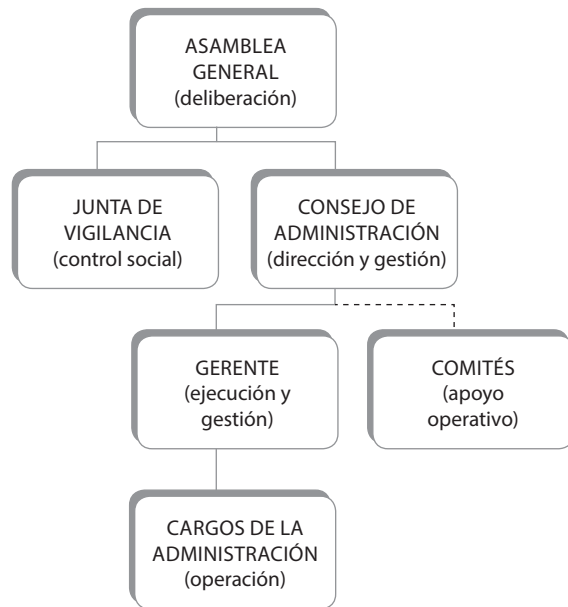 ASAMBLEA
GENERAL
(deliberación)
JUNTA DE
VIGILANCIA
(control social)
CONSEJO DE
ADMINISTRACIÓN
(dirección y gestión)
GERENTE
(ejecución y
gestión)
COMITÉS
(apoyo
operativo)
CARGOS DE LA
ADMINISTRACIÓN
(operación)